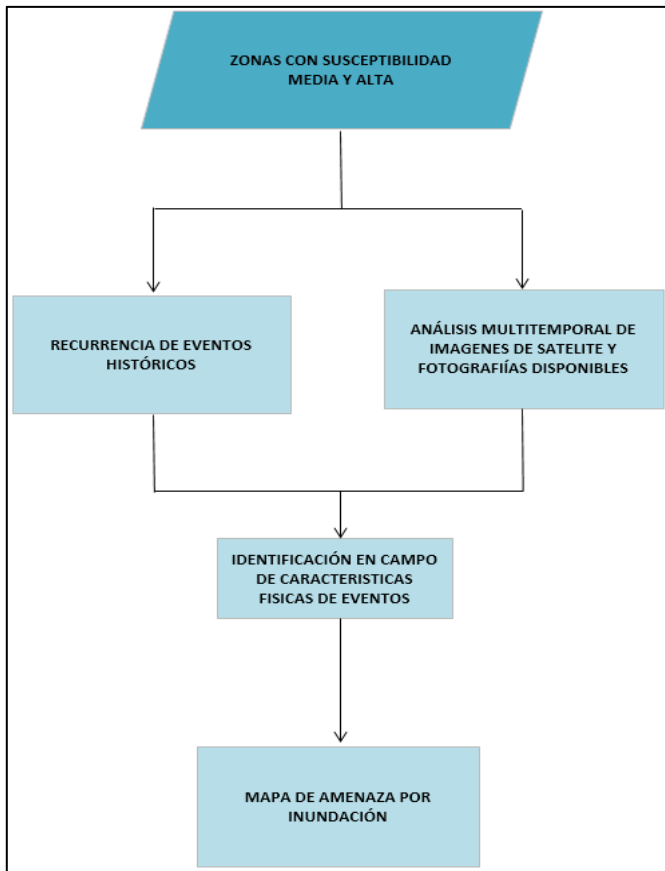 ZONAS CON SUSCEPTIBILIDAD
MEDIA Y ALTA
RECURRENCIA DE EVENTOS
HISTÓRICOS
ANÁLISIS MULTITEMPORAL DE
IMAGENES DE SATELITE Y
FOTOGRAFIÍAS DISPONIBLES
IDENTIFICACIÓN EN CAMPO
DE CARACTERISTICAS
FISICAS DE EVENTOS
MAPA DE AMENAZA POR
INUNDACIÓN